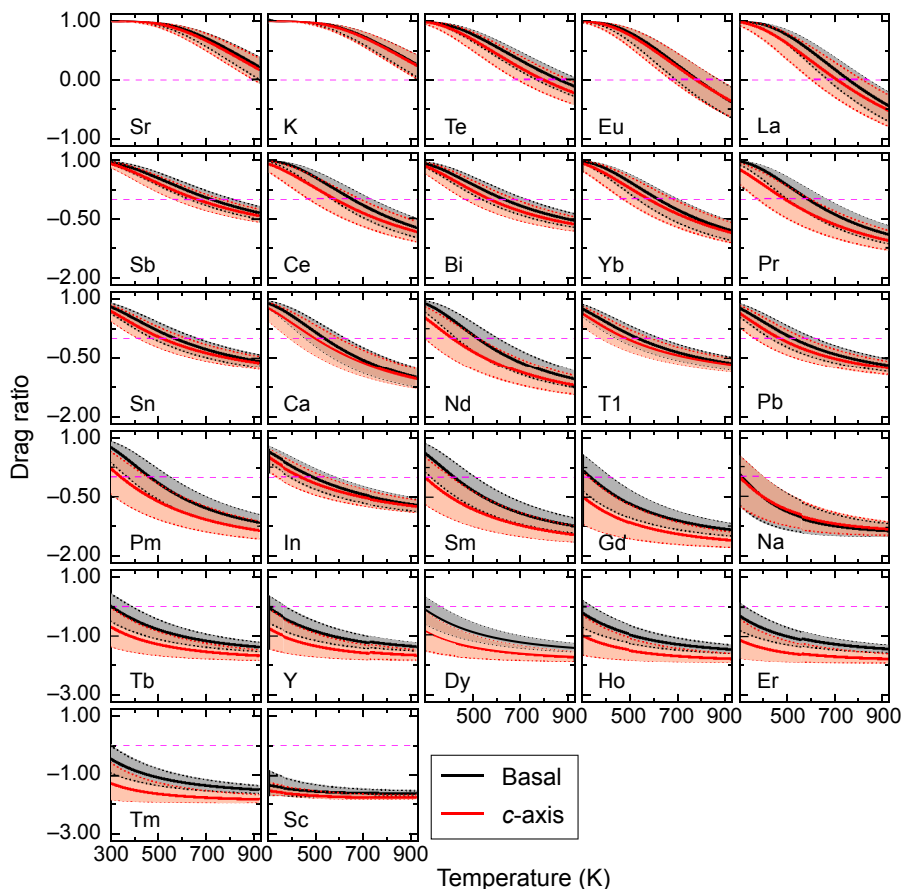 0.00
−1.00
Sr
K
Te
Eu
La
1.00
−0.50
−2.00
Sb
Ce
Bi
Yb
Pr
1.00
−0.50
−2.00
Sn
Ca
Nd
T1
Pb
Drag ratio
1.00
−0.50
−2.00
Pm
In
Sm
Gd
Na
1.00
−1.00
−3.00
Tb
Y
Dy
Ho
Er
500 700 900
500 700 900
500 700 900
1.00
−1.00
−3.00
Tm
Sc
Basal
c-axis
300 500 700 900
500 700 900
Temperature (K)